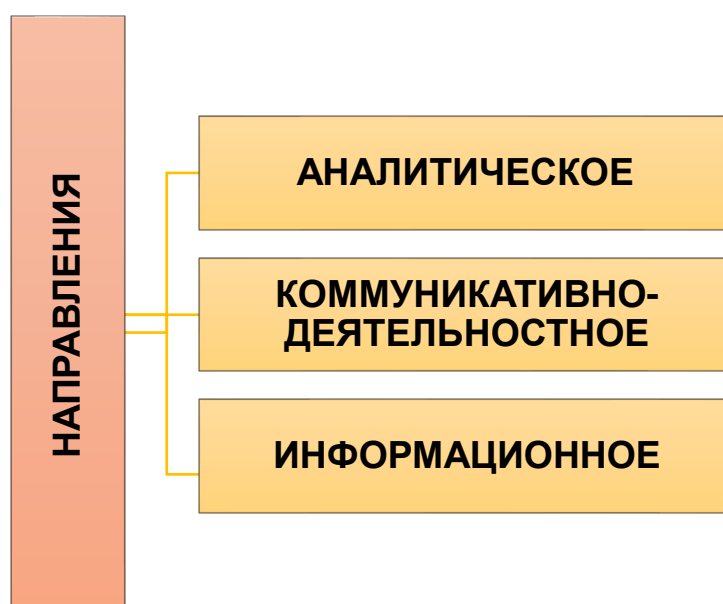 НАПРАВЛЕНИЯ
АНАЛИТИЧЕСКОЕ
КОММУНИКАТИВНО-
ДЕЯТЕЛЬНОСТНОЕ
ИНФОРМАЦИОННОЕ